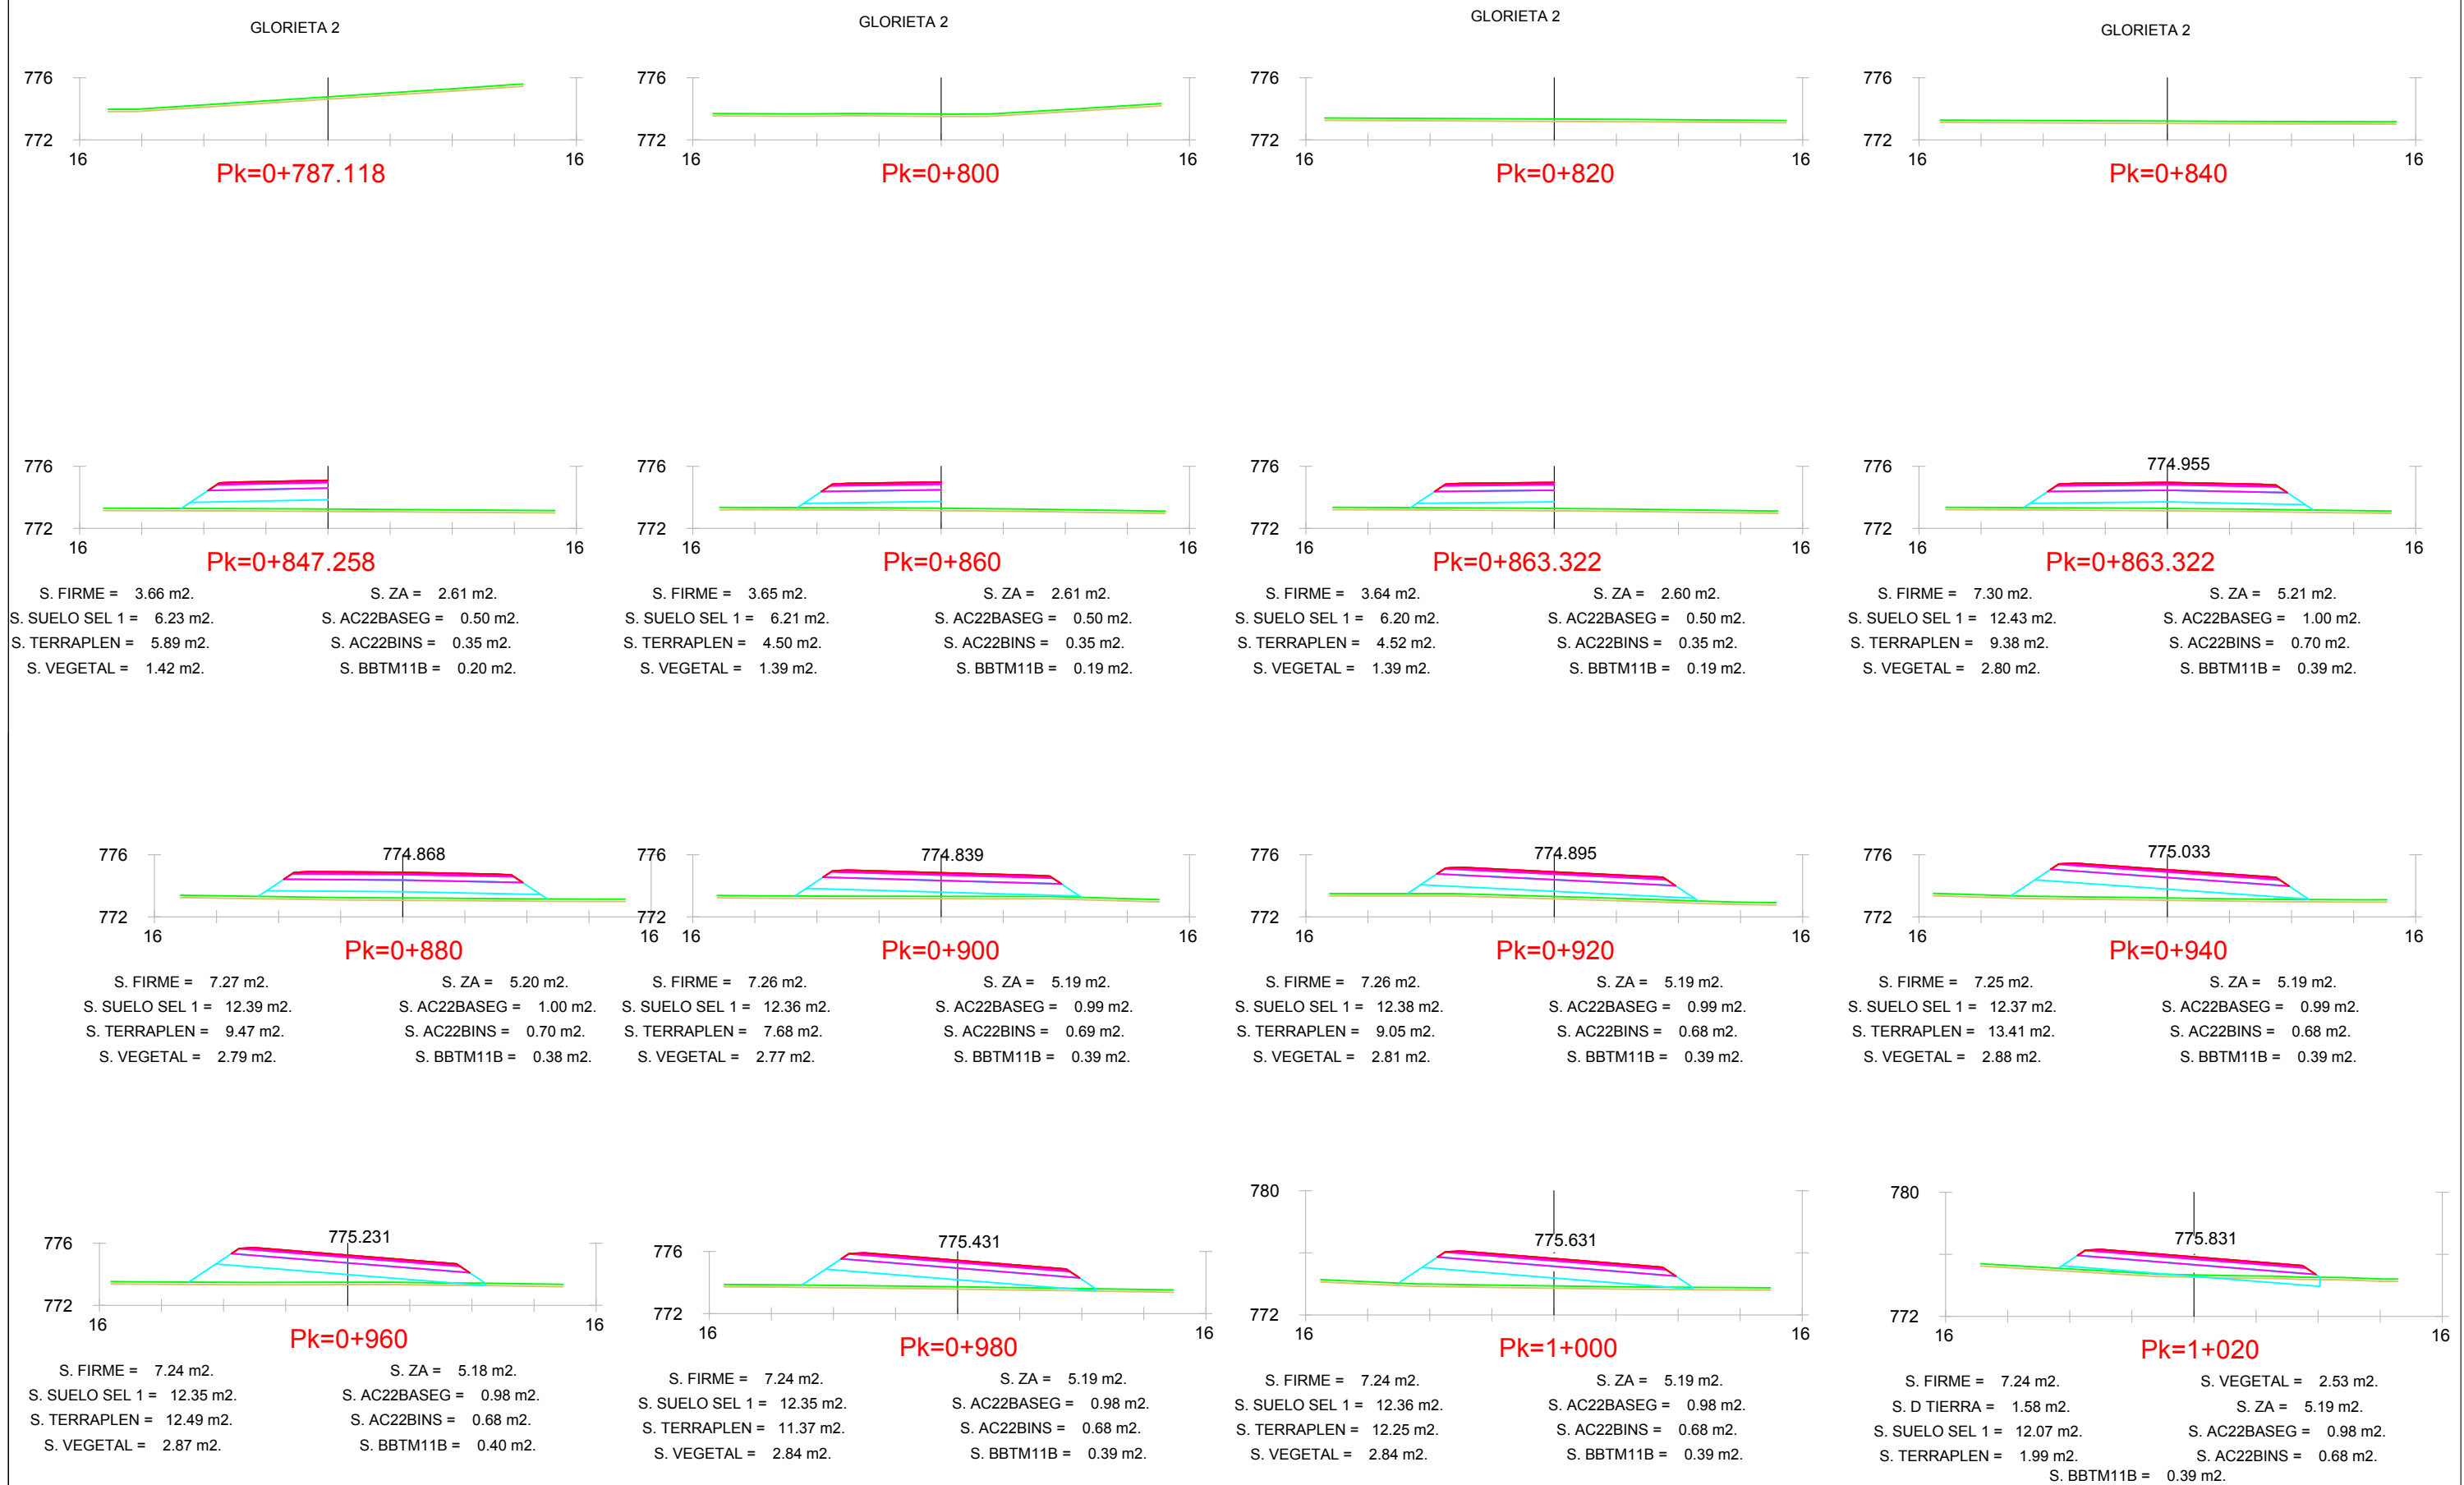 GLORIETA 2
776
772
16 16
Pk=0+787.118
GLORIETA 2
776
772
16 16
Pk=0+800
GLORIETA 2
776
772
16 16
Pk=0+820
GLORIETA 2
776
772
16 16
Pk=0+840
776
772
16 16
Pk=0+847.258
S. FIRME = 3.66 m2. S. ZA = 2.61 m2.
S. SUELO SEL 1 = 6.23 m2. S. AC22BASEG = 0.50 m2.
S. TERRAPLEN = 5.89 m2. S. AC22BINS = 0.35 m2.
S. VEGETAL = 1.42 m2. S. BBTM11B = 0.20 m2.
776
772
16 16
Pk=0+860
S. FIRME = 3.65 m2. S. ZA = 2.61 m2.
S. SUELO SEL 1 = 6.21 m2. S. AC22BASEG = 0.50 m2.
S. TERRAPLEN = 4.50 m2. S. AC22BINS = 0.35 m2.
S. VEGETAL = 1.39 m2. S. BBTM11B = 0.19 m2.
776
772
16 16
Pk=0+863.322
S. FIRME = 3.64 m2. S. ZA = 2.60 m2.
S. SUELO SEL 1 = 6.20 m2. S. AC22BASEG = 0.50 m2.
S. TERRAPLEN = 4.52 m2. S. AC22BINS = 0.35 m2.
S. VEGETAL = 1.39 m2. S. BBTM11B = 0.19 m2.
776
774.955
772
16 16
Pk=0+863.322
S. FIRME = 7.30 m2. S. ZA = 5.21 m2.
S. SUELO SEL 1 = 12.43 m2. S. AC22BASEG = 1.00 m2.
S. TERRAPLEN = 9.38 m2. S. AC22BINS = 0.70 m2.
S. VEGETAL = 2.80 m2. S. BBTM11B = 0.39 m2.
776
774.868
772
16 16
Pk=0+880
S. FIRME = 7.27 m2. S. ZA = 5.20 m2.
S. SUELO SEL 1 = 12.39 m2. S. AC22BASEG = 1.00 m2.
S. TERRAPLEN = 9.47 m2. S. AC22BINS = 0.70 m2.
S. VEGETAL = 2.79 m2. S. BBTM11B = 0.38 m2.
776
774.839
772
16 16
Pk=0+900
S. FIRME = 7.26 m2. S. ZA = 5.19 m2.
S. SUELO SEL 1 = 12.36 m2. S. AC22BASEG = 0.99 m2.
S. TERRAPLEN = 7.68 m2. S. AC22BINS = 0.69 m2.
S. VEGETAL = 2.77 m2. S. BBTM11B = 0.39 m2.
776
774.895
772
16 16
Pk=0+920
S. FIRME = 7.26 m2. S. ZA = 5.19 m2.
S. SUELO SEL 1 = 12.38 m2. S. AC22BASEG = 0.99 m2.
S. TERRAPLEN = 9.05 m2. S. AC22BINS = 0.68 m2.
S. VEGETAL = 2.81 m2. S. BBTM11B = 0.39 m2.
776
775.033
772
16 16
Pk=0+940
S. FIRME = 7.25 m2. S. ZA = 5.19 m2.
S. SUELO SEL 1 = 12.37 m2. S. AC22BASEG = 0.99 m2.
S. TERRAPLEN = 13.41 m2. S. AC22BINS = 0.68 m2.
S. VEGETAL = 2.88 m2. S. BBTM11B = 0.39 m2.
776
775.231
772
16 16
Pk=0+960
S. FIRME = 7.24 m2. S. ZA = 5.18 m2.
S. SUELO SEL 1 = 12.35 m2. S. AC22BASEG = 0.98 m2.
S. TERRAPLEN = 12.49 m2. S. AC22BINS = 0.68 m2.
S. VEGETAL = 2.87 m2. S. BBTM11B = 0.40 m2.
776
775.431
772
16 16
Pk=0+980
S. FIRME = 7.24 m2. S. ZA = 5.19 m2.
S. SUELO SEL 1 = 12.35 m2. S. AC22BASEG = 0.98 m2.
S. TERRAPLEN = 11.37 m2. S. AC22BINS = 0.68 m2.
S. VEGETAL = 2.84 m2. S. BBTM11B = 0.39 m2.
780
775.631
772
16 16
Pk=1+000
S. FIRME = 7.24 m2. S. ZA = 5.19 m2.
S. SUELO SEL 1 = 12.36 m2. S. AC22BASEG = 0.98 m2.
S. TERRAPLEN = 12.25 m2. S. AC22BINS = 0.68 m2.
S. VEGETAL = 2.84 m2. S. BBTM11B = 0.39 m2.
780
775.831
772
16 16
Pk=1+020
S. FIRME = 7.24 m2. S. VEGETAL = 2.53 m2.
S. D TIERRA = 1.58 m2. S. ZA = 5.19 m2.
S. SUELO SEL 1 = 12.07 m2. S. AC22BASEG = 0.98 m2.
S. TERRAPLEN = 1.99 m2. S. AC22BINS = 0.68 m2.
S. BBTM11B = 0.39 m2.